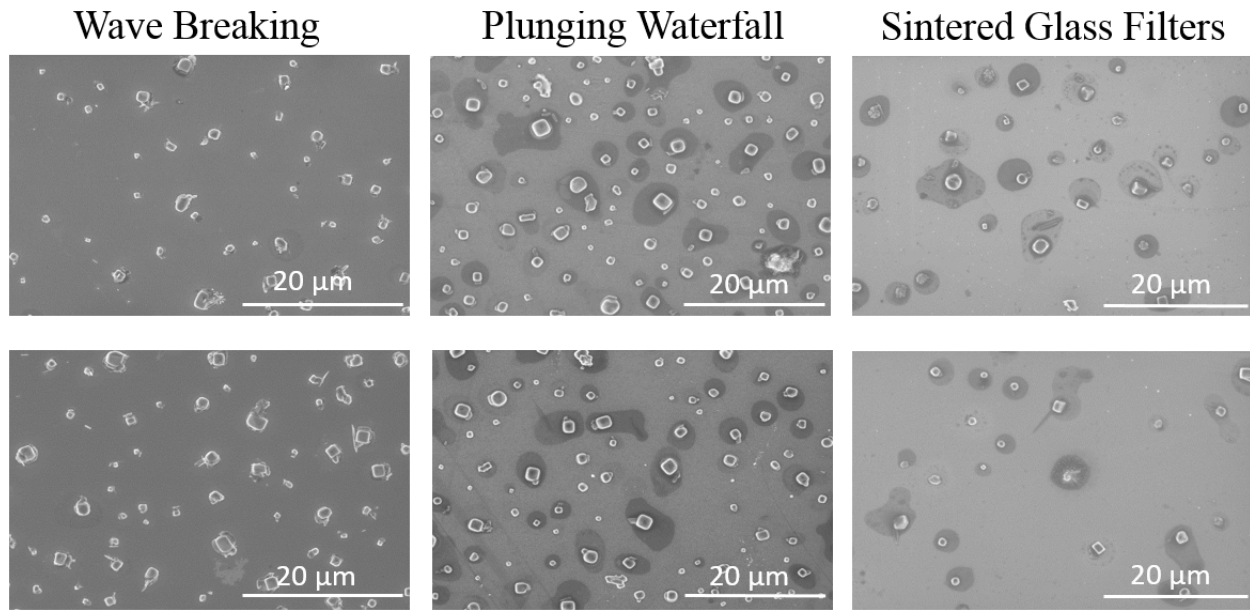 Wave Breaking
Plunging Waterfall
Sintered Glass Filters
20 μm
20 μm
20 μm
20 μm
20 μm
20 μm